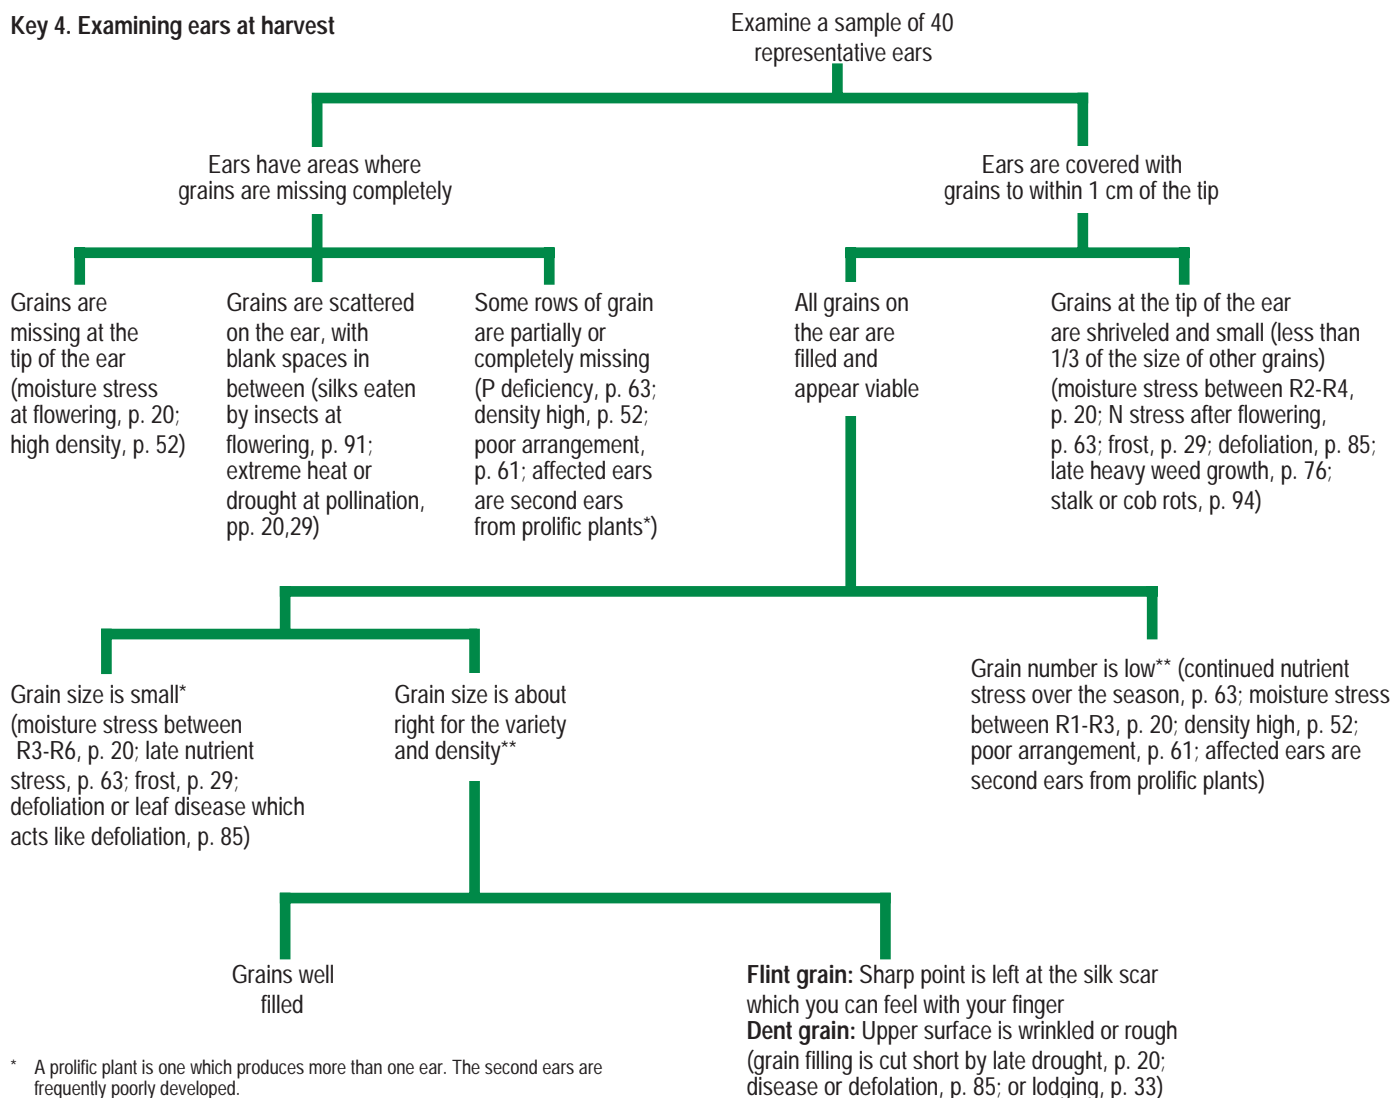 Key 4. Examining ears at harvest
Examine a sample of 40
representative ears
Ears have areas where
grains are missing completely
Ears are covered with
grains to within 1 cm of the tip
Grains are
missing at the
tip of the ear
(moisture stress
at flowering, p. 20;
high density, p. 52)
Grains are scattered
on the ear, with
blank spaces in
between (silks eaten
by insects at
flowering, p. 91;
extreme heat or
drought at pollination,
pp. 20,29)
Some rows of grain
are partially or
completely missing
(P deficiency, p. 63;
density high, p. 52;
poor arrangement,
p. 61; affected ears
are second ears
from prolific plants*)
All grains on
the ear are
filled and
appear viable
Grains at the tip of the ear
are shriveled and small (less than
1/3 of the size of other grains)
(moisture stress between R2-R4,
p. 20; N stress after flowering,
p. 63; frost, p. 29; defoliation, p. 85;
late heavy weed growth, p. 76;
stalk or cob rots, p. 94)
Grain size is small*
(moisture stress between
R3-R6, p. 20; late nutrient
stress, p. 63; frost, p. 29;
defoliation or leaf disease which
acts like defoliation, p. 85)
Grain size is about
right for the variety
and density**
Grain number is low** (continued nutrient
stress over the season, p. 63; moisture stress
between R1-R3, p. 20; density high, p. 52;
poor arrangement, p. 61; affected ears are
second ears from prolific plants)
Grains well
filled
Flint grain: Sharp point is left at the silk scar
which you can feel with your finger
Dent grain: Upper surface is wrinkled or rough
(grain filling is cut short by late drought, p. 20;
disease or defolation, p. 85; or lodging, p. 33)
* A prolific plant is one which produces more than one ear. The second ears are
frequently poorly developed.